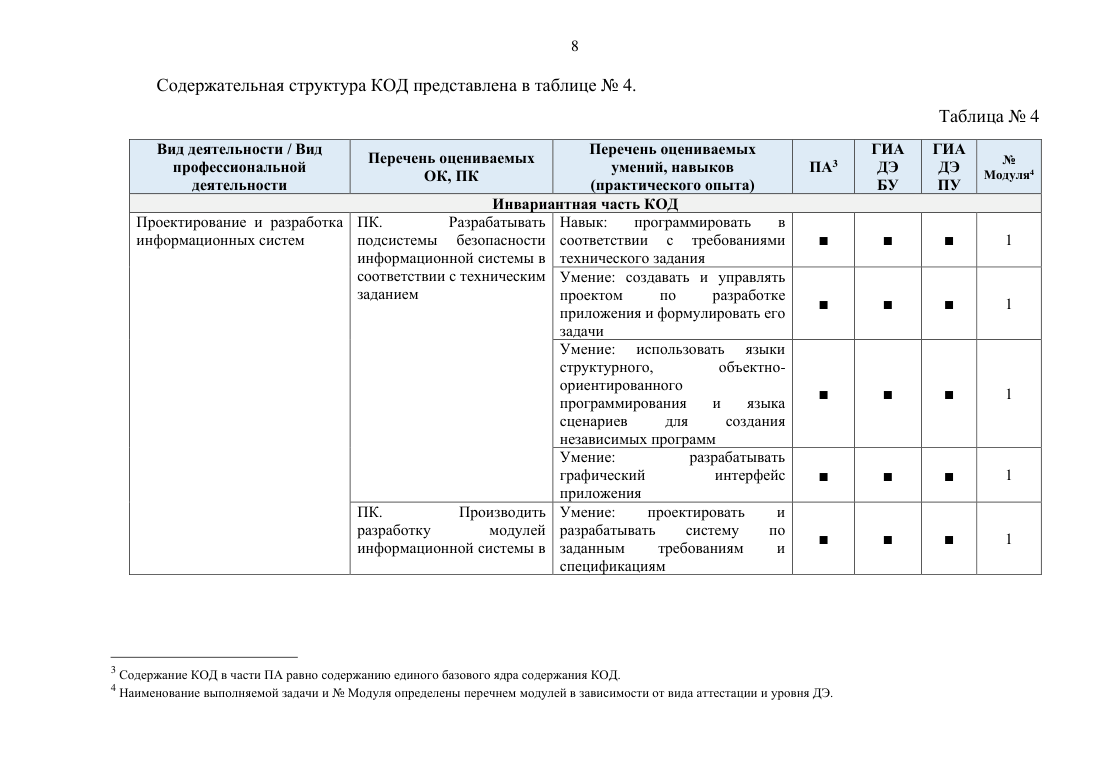 8
Содержательная структура КОД представлена в таблице № 4.
Таблица № 4
Вид деятельности / Вид
профессиональной
деятельности
Перечень оцениваемых
ОК, ПК
Перечень оцениваемых
умений, навыков
(практического опыта)
ПА³
ГИА
ДЭ
БУ
ГИА
ДЭ
ПУ
№
Модуля⁴
Инвариантная часть КОД
Проектирование и разработка
информационных систем
ПК. Разрабатывать
подсистемы безопасности
информационной системы в
соответствии с техническим
заданием
Навык: программировать в
соответствии с требованиями
технического задания
■ ■ ■ 1
Умение: создавать и управлять
проектом по разработке
приложения и формулировать его
задачи
■ ■ ■ 1
Умение: использовать языки
структурного, объектно-
ориентированного
программирования и языка
сценариев для создания
независимых программ
■ ■ ■ 1
Умение: разрабатывать
графический интерфейс
приложения
■ ■ ■ 1
ПК. Производить
разработку модулей
информационной системы в
Умение: проектировать и
разрабатывать систему по
заданным требованиям и
спецификациям
■ ■ ■ 1
³ Содержание КОД в части ПА равно содержанию единого базового ядра содержания КОД.
⁴ Наименование выполняемой задачи и № Модуля определены перечнем модулей в зависимости от вида аттестации и уровня ДЭ.